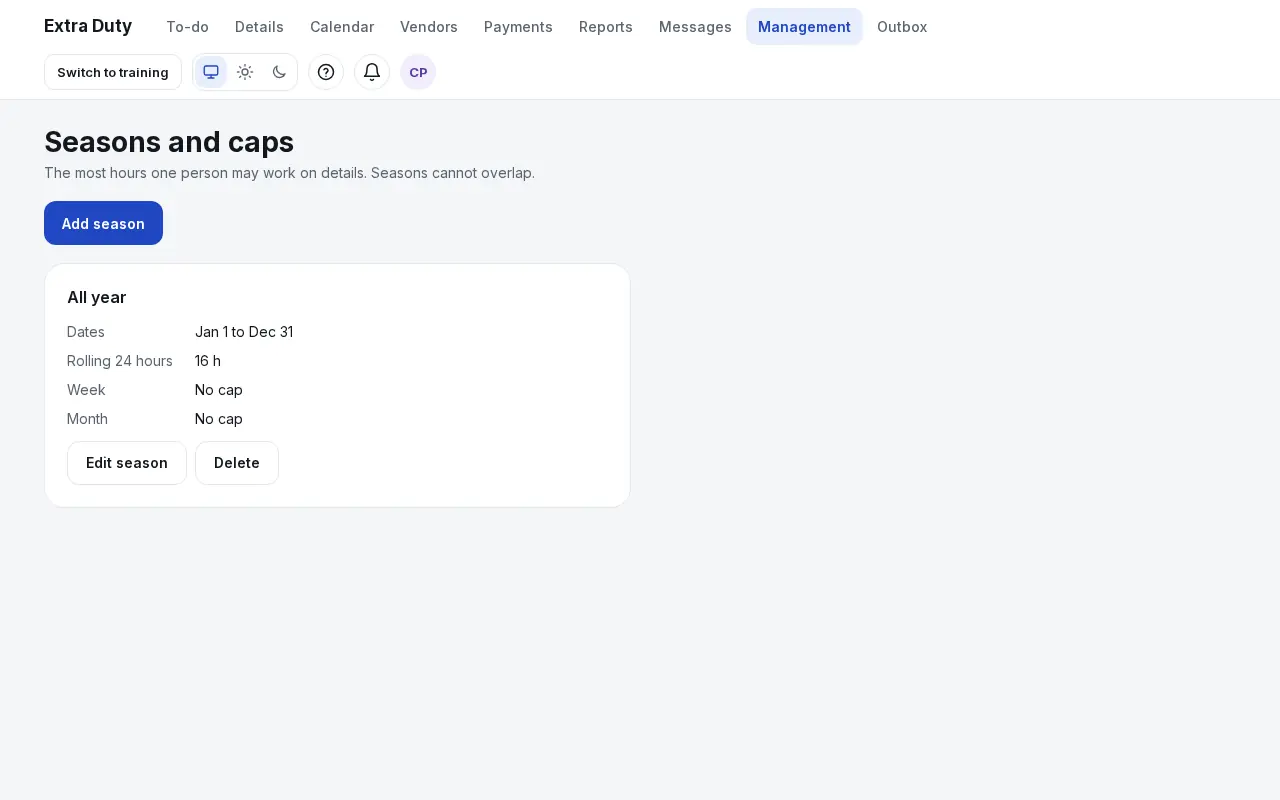 Extra Duty To-do Details Calendar Vendors Payments Reports Messages Management Outbox
Switch to training CP
Seasons and caps
The most hours one person may work on details. Seasons cannot overlap.
Add season
All year
Dates Jan 1 to Dec 31
Rolling 24 hours 16 h
Week No cap
Month No cap
Edit season Delete